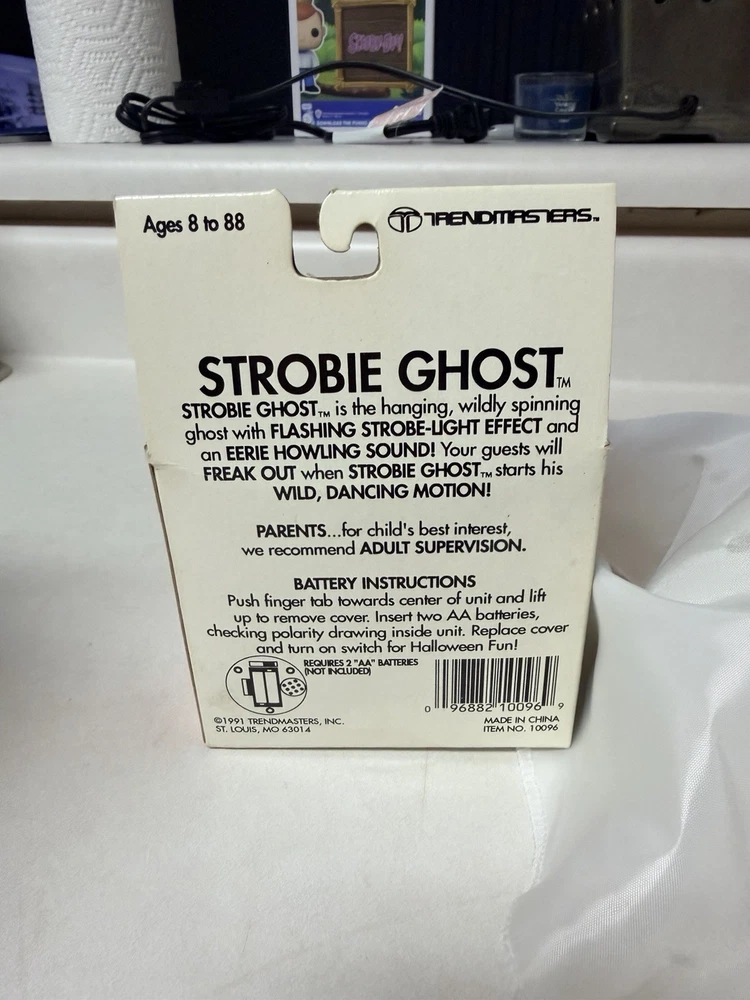 SCOOBY-DOO!
Ages 8 to 88
TRENDMASTERS™
STROBIE GHOST™
STROBIE GHOST™ is the hanging, wildly spinning
ghost with FLASHING STROBE-LIGHT EFFECT and
an EERIE HOWLING SOUND! Your guests will
FREAK OUT when STROBIE GHOST™ starts his
WILD, DANCING MOTION!
PARENTS...for child's best interest,
we recommend ADULT SUPERVISION.
BATTERY INSTRUCTIONS
Push finger tab towards center of unit and lift
up to remove cover. Insert two AA batteries,
checking polarity drawing inside unit. Replace cover
and turn on switch for Halloween Fun!
REQUIRES 2 "AA" BATTERIES
(NOT INCLUDED)
0 96882 10096 9
©1991 TRENDMASTERS, INC.
ST. LOUIS, MO 63014
MADE IN CHINA
ITEM NO. 10096